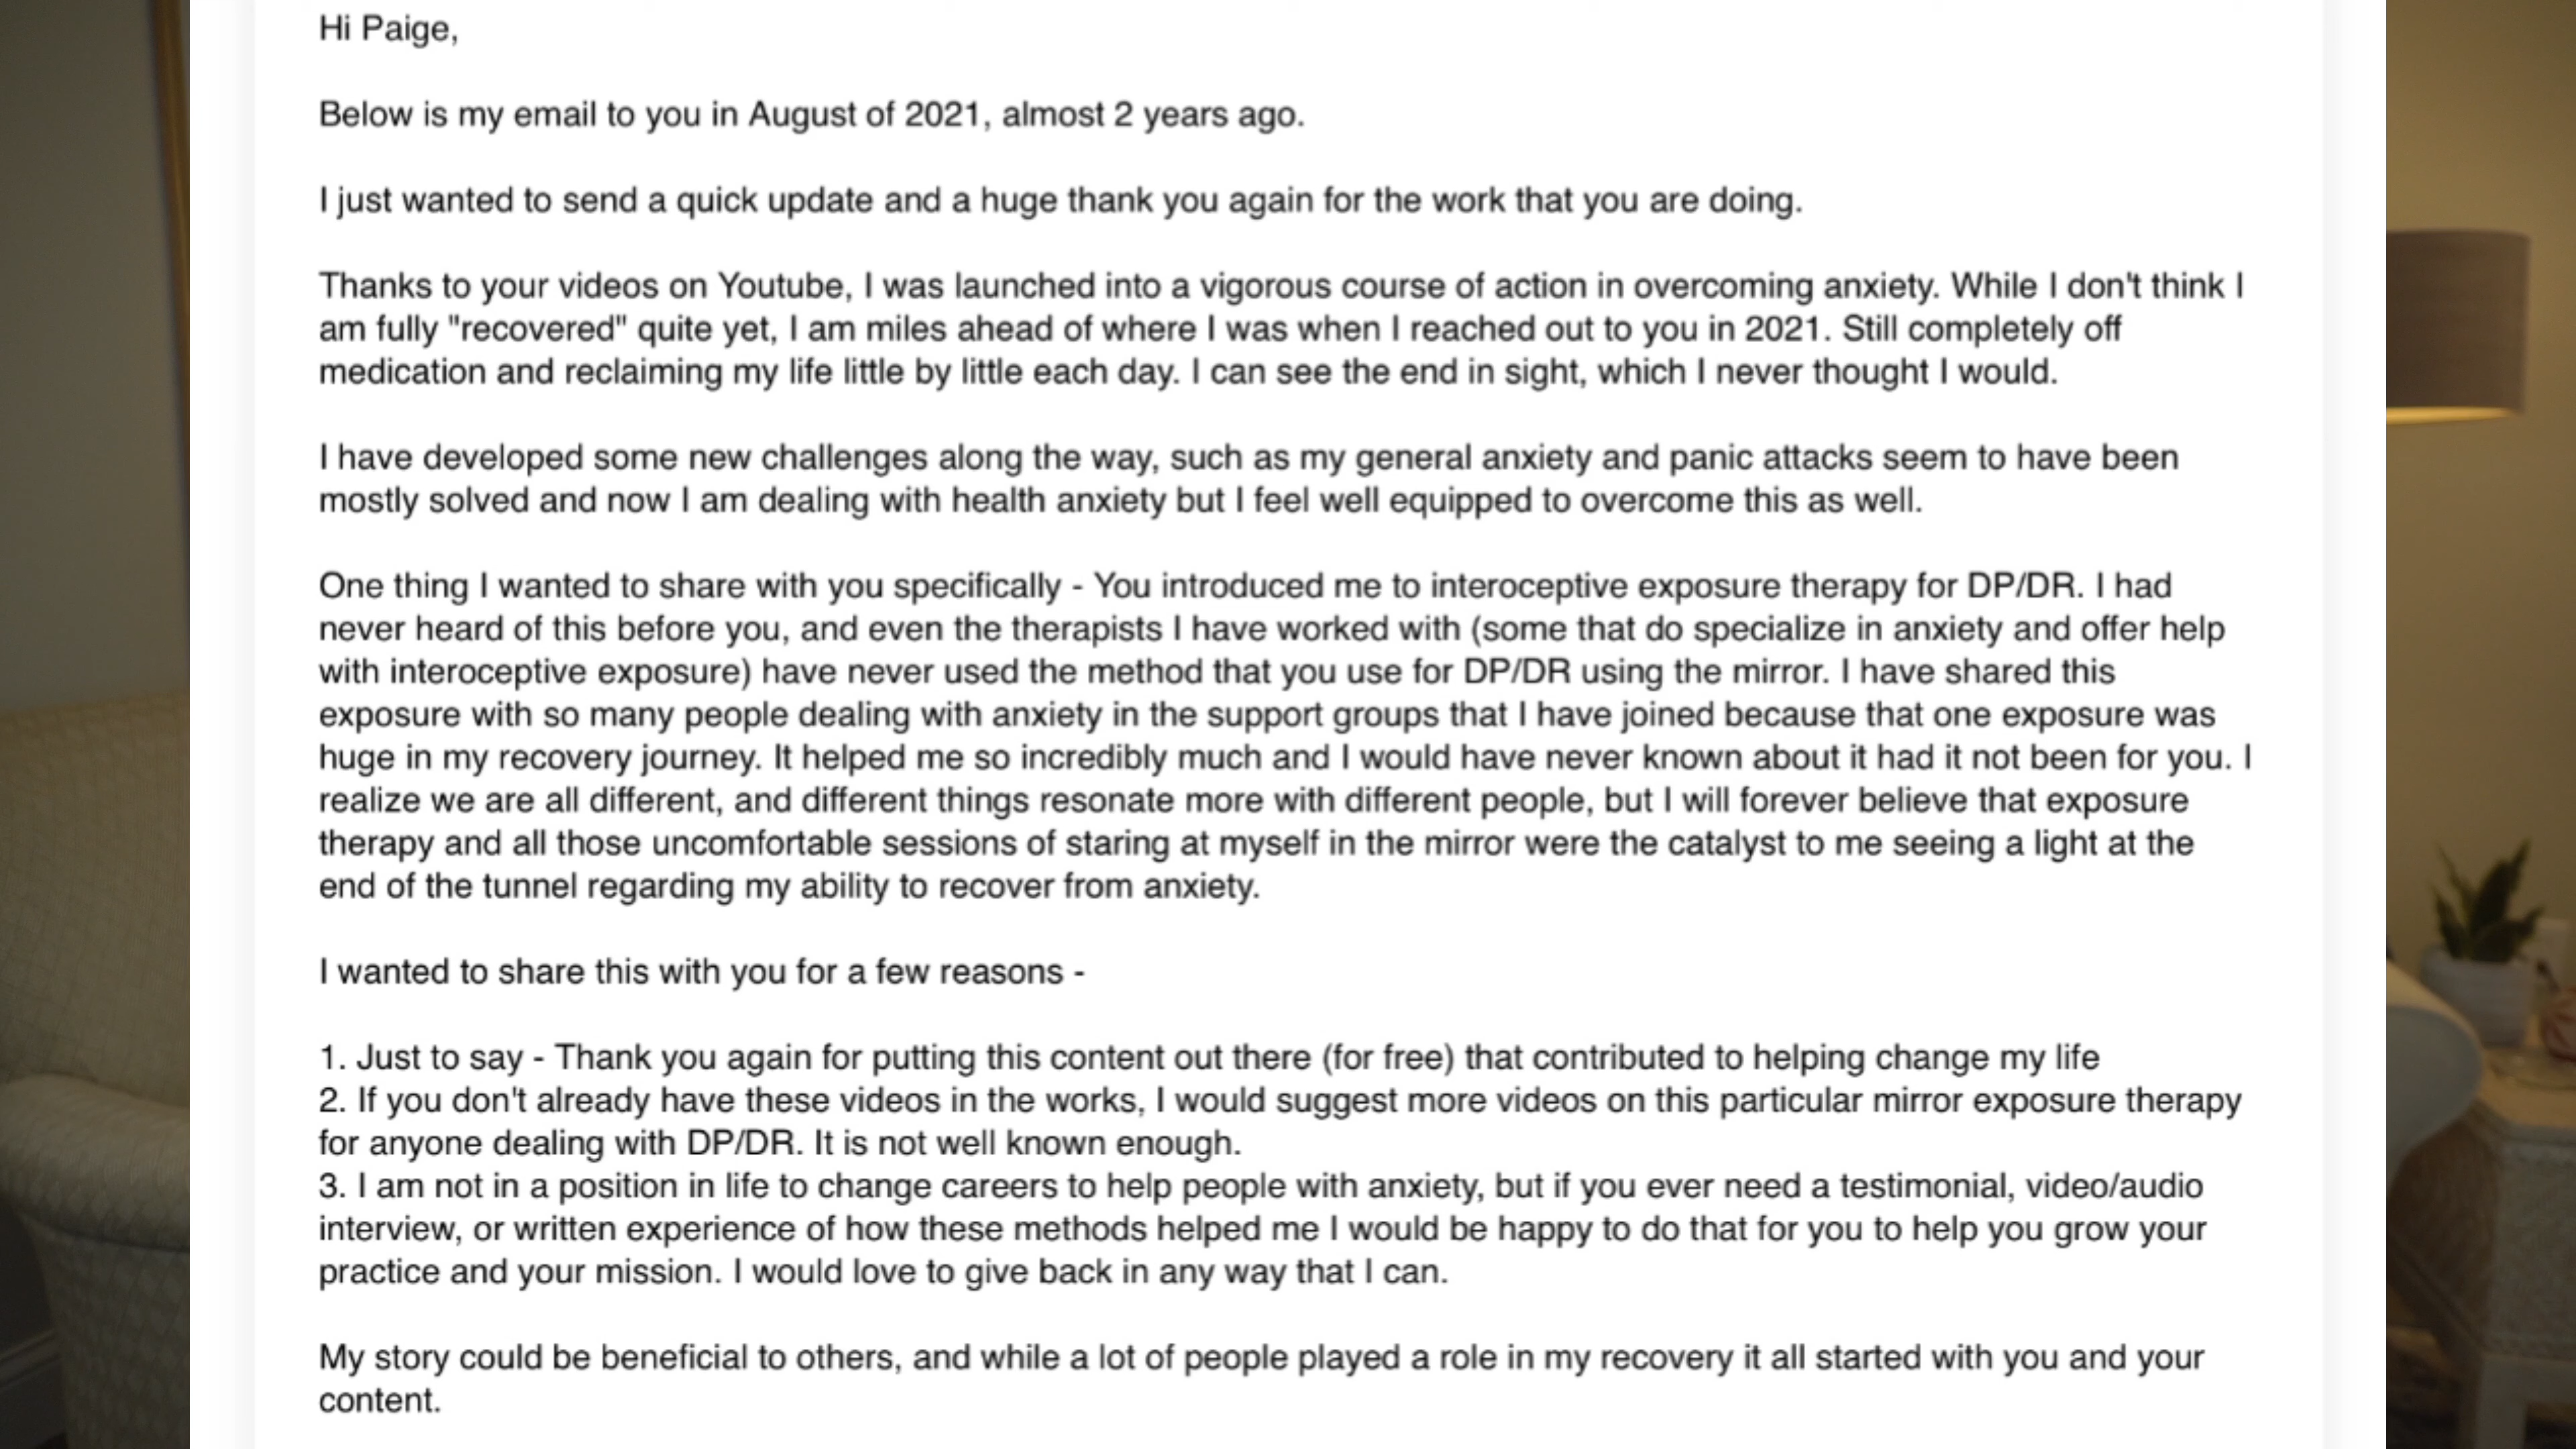 Hi Paige,
Below is my email to you in August of 2021, almost 2 years ago.
I just wanted to send a quick update and a huge thank you again for the work that you are doing.
Thanks to your videos on Youtube, I was launched into a vigorous course of action in overcoming anxiety. While I don't think I
am fully "recovered" quite yet, I am miles ahead of where I was when I reached out to you in 2021. Still completely off
medication and reclaiming my life little by little each day. I can see the end in sight, which I never thought I would.
I have developed some new challenges along the way, such as my general anxiety and panic attacks seem to have been
mostly solved and now I am dealing with health anxiety but I feel well equipped to overcome this as well.
One thing I wanted to share with you specifically - You introduced me to interoceptive exposure therapy for DP/DR. I had
never heard of this before you, and even the therapists I have worked with (some that do specialize in anxiety and offer help
with interoceptive exposure) have never used the method that you use for DP/DR using the mirror. I have shared this
exposure with so many people dealing with anxiety in the support groups that I have joined because that one exposure was
huge in my recovery journey. It helped me so incredibly much and I would have never known about it had it not been for you. I
realize we are all different, and different things resonate more with different people, but I will forever believe that exposure
therapy and all those uncomfortable sessions of staring at myself in the mirror were the catalyst to me seeing a light at the
end of the tunnel regarding my ability to recover from anxiety.
I wanted to share this with you for a few reasons -
1. Just to say - Thank you again for putting this content out there (for free) that contributed to helping change my life
2. If you don't already have these videos in the works, I would suggest more videos on this particular mirror exposure therapy
for anyone dealing with DP/DR. It is not well known enough.
3. I am not in a position in life to change careers to help people with anxiety, but if you ever need a testimonial, video/audio
interview, or written experience of how these methods helped me I would be happy to do that for you to help you grow your
practice and your mission. I would love to give back in any way that I can.
My story could be beneficial to others, and while a lot of people played a role in my recovery it all started with you and your
content.